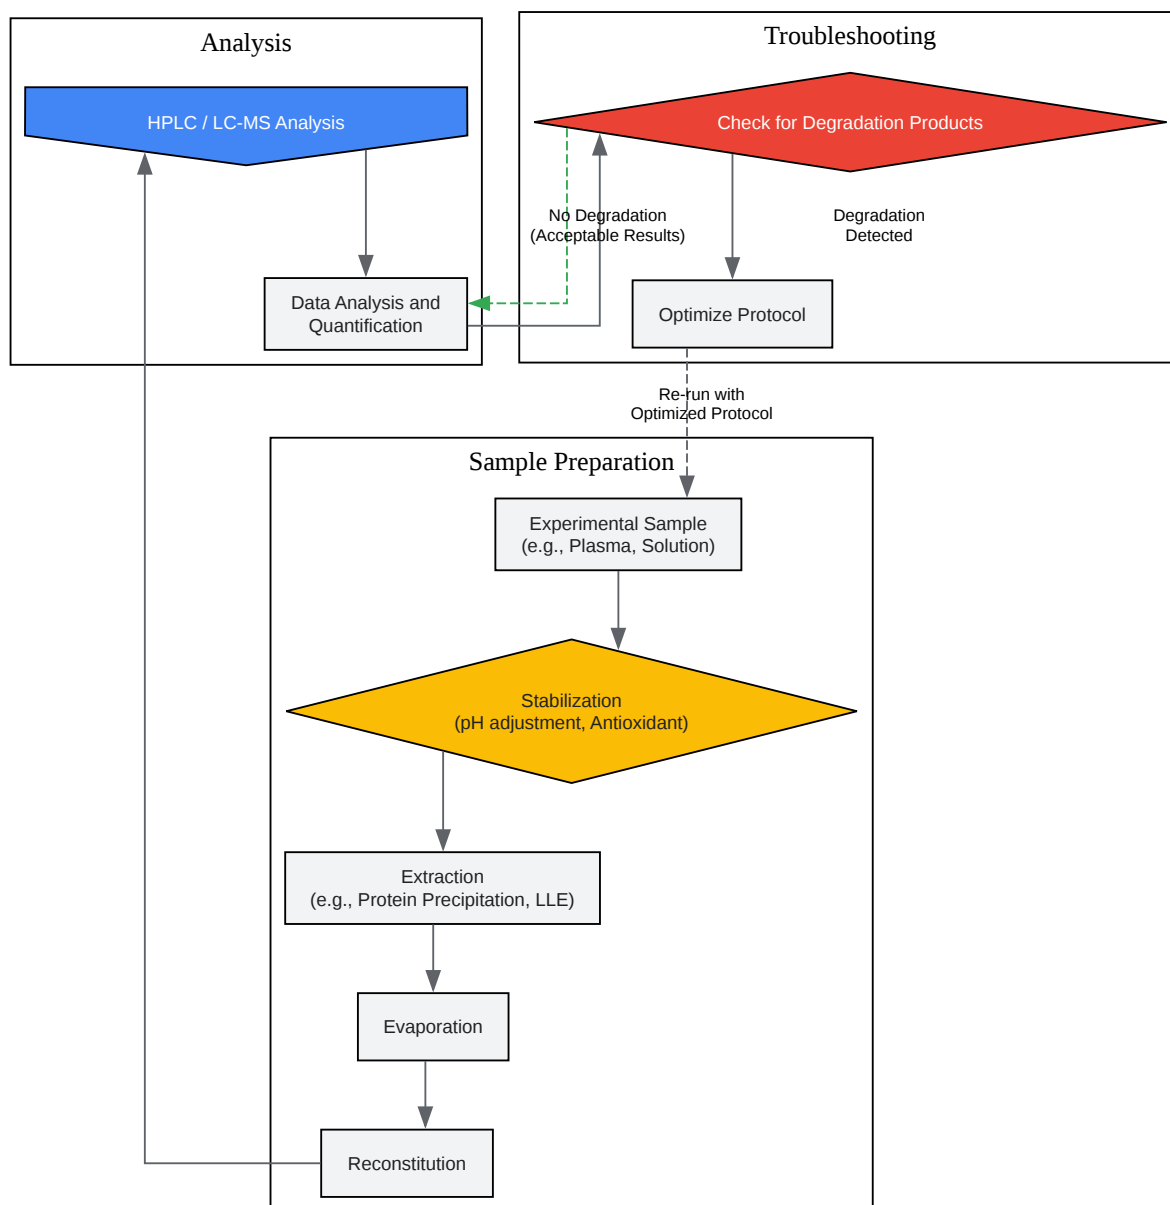 Analysis
HPLC / LC-MS Analysis
Data Analysis and
Quantification
Troubleshooting
Check for Degradation Products
No Degradation
(Acceptable Results)
Degradation
Detected
Optimize Protocol
Re-run with
Optimized Protocol
Sample Preparation
Experimental Sample
(e.g., Plasma, Solution)
Stabilization
(pH adjustment, Antioxidant)
Extraction
(e.g., Protein Precipitation, LLE)
Evaporation
Reconstitution